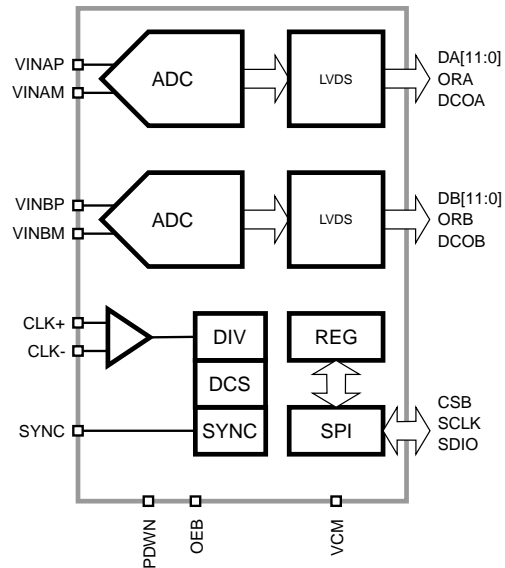 VINAP
VINAM
ADC
LVDS
DA[11:0]
ORA
DCOA
VINBP
VINBM
ADC
LVDS
DB[11:0]
ORB
DCOB
CLK+
CLK-
DIV
REG
DCS
SYNC
SYNC
SPI
CSB
SCLK
SDIO
PDWN
OEB
VCM